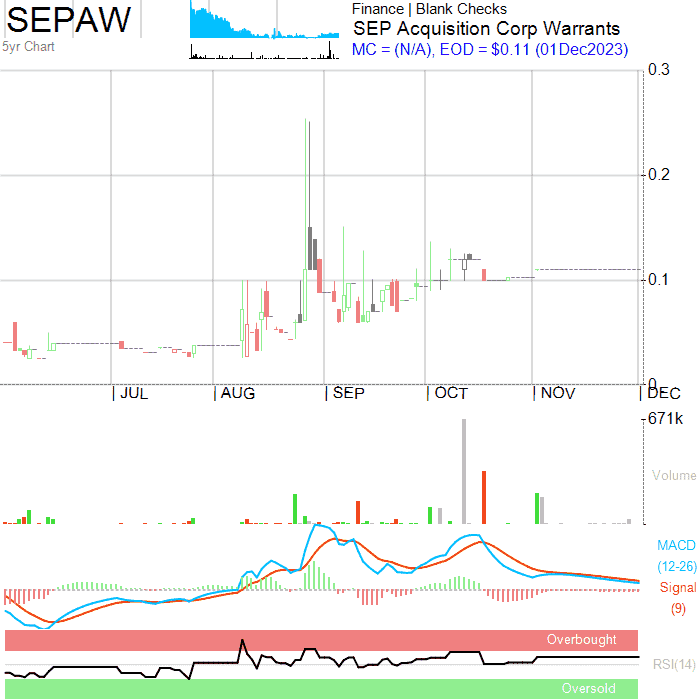 SEPAW
Finance | Blank Checks
SEP Acquisition Corp Warrants
5yr Chart
MC = (N/A), EOD = $0.11 (01Dec2023)
0.3
0.2
0.1
0
JUL
AUG
SEP
OCT
NOV
DEC
671k
Volume
MACD
(12-26)
Signal
(9)
Overbought
RSI(14)
Oversold